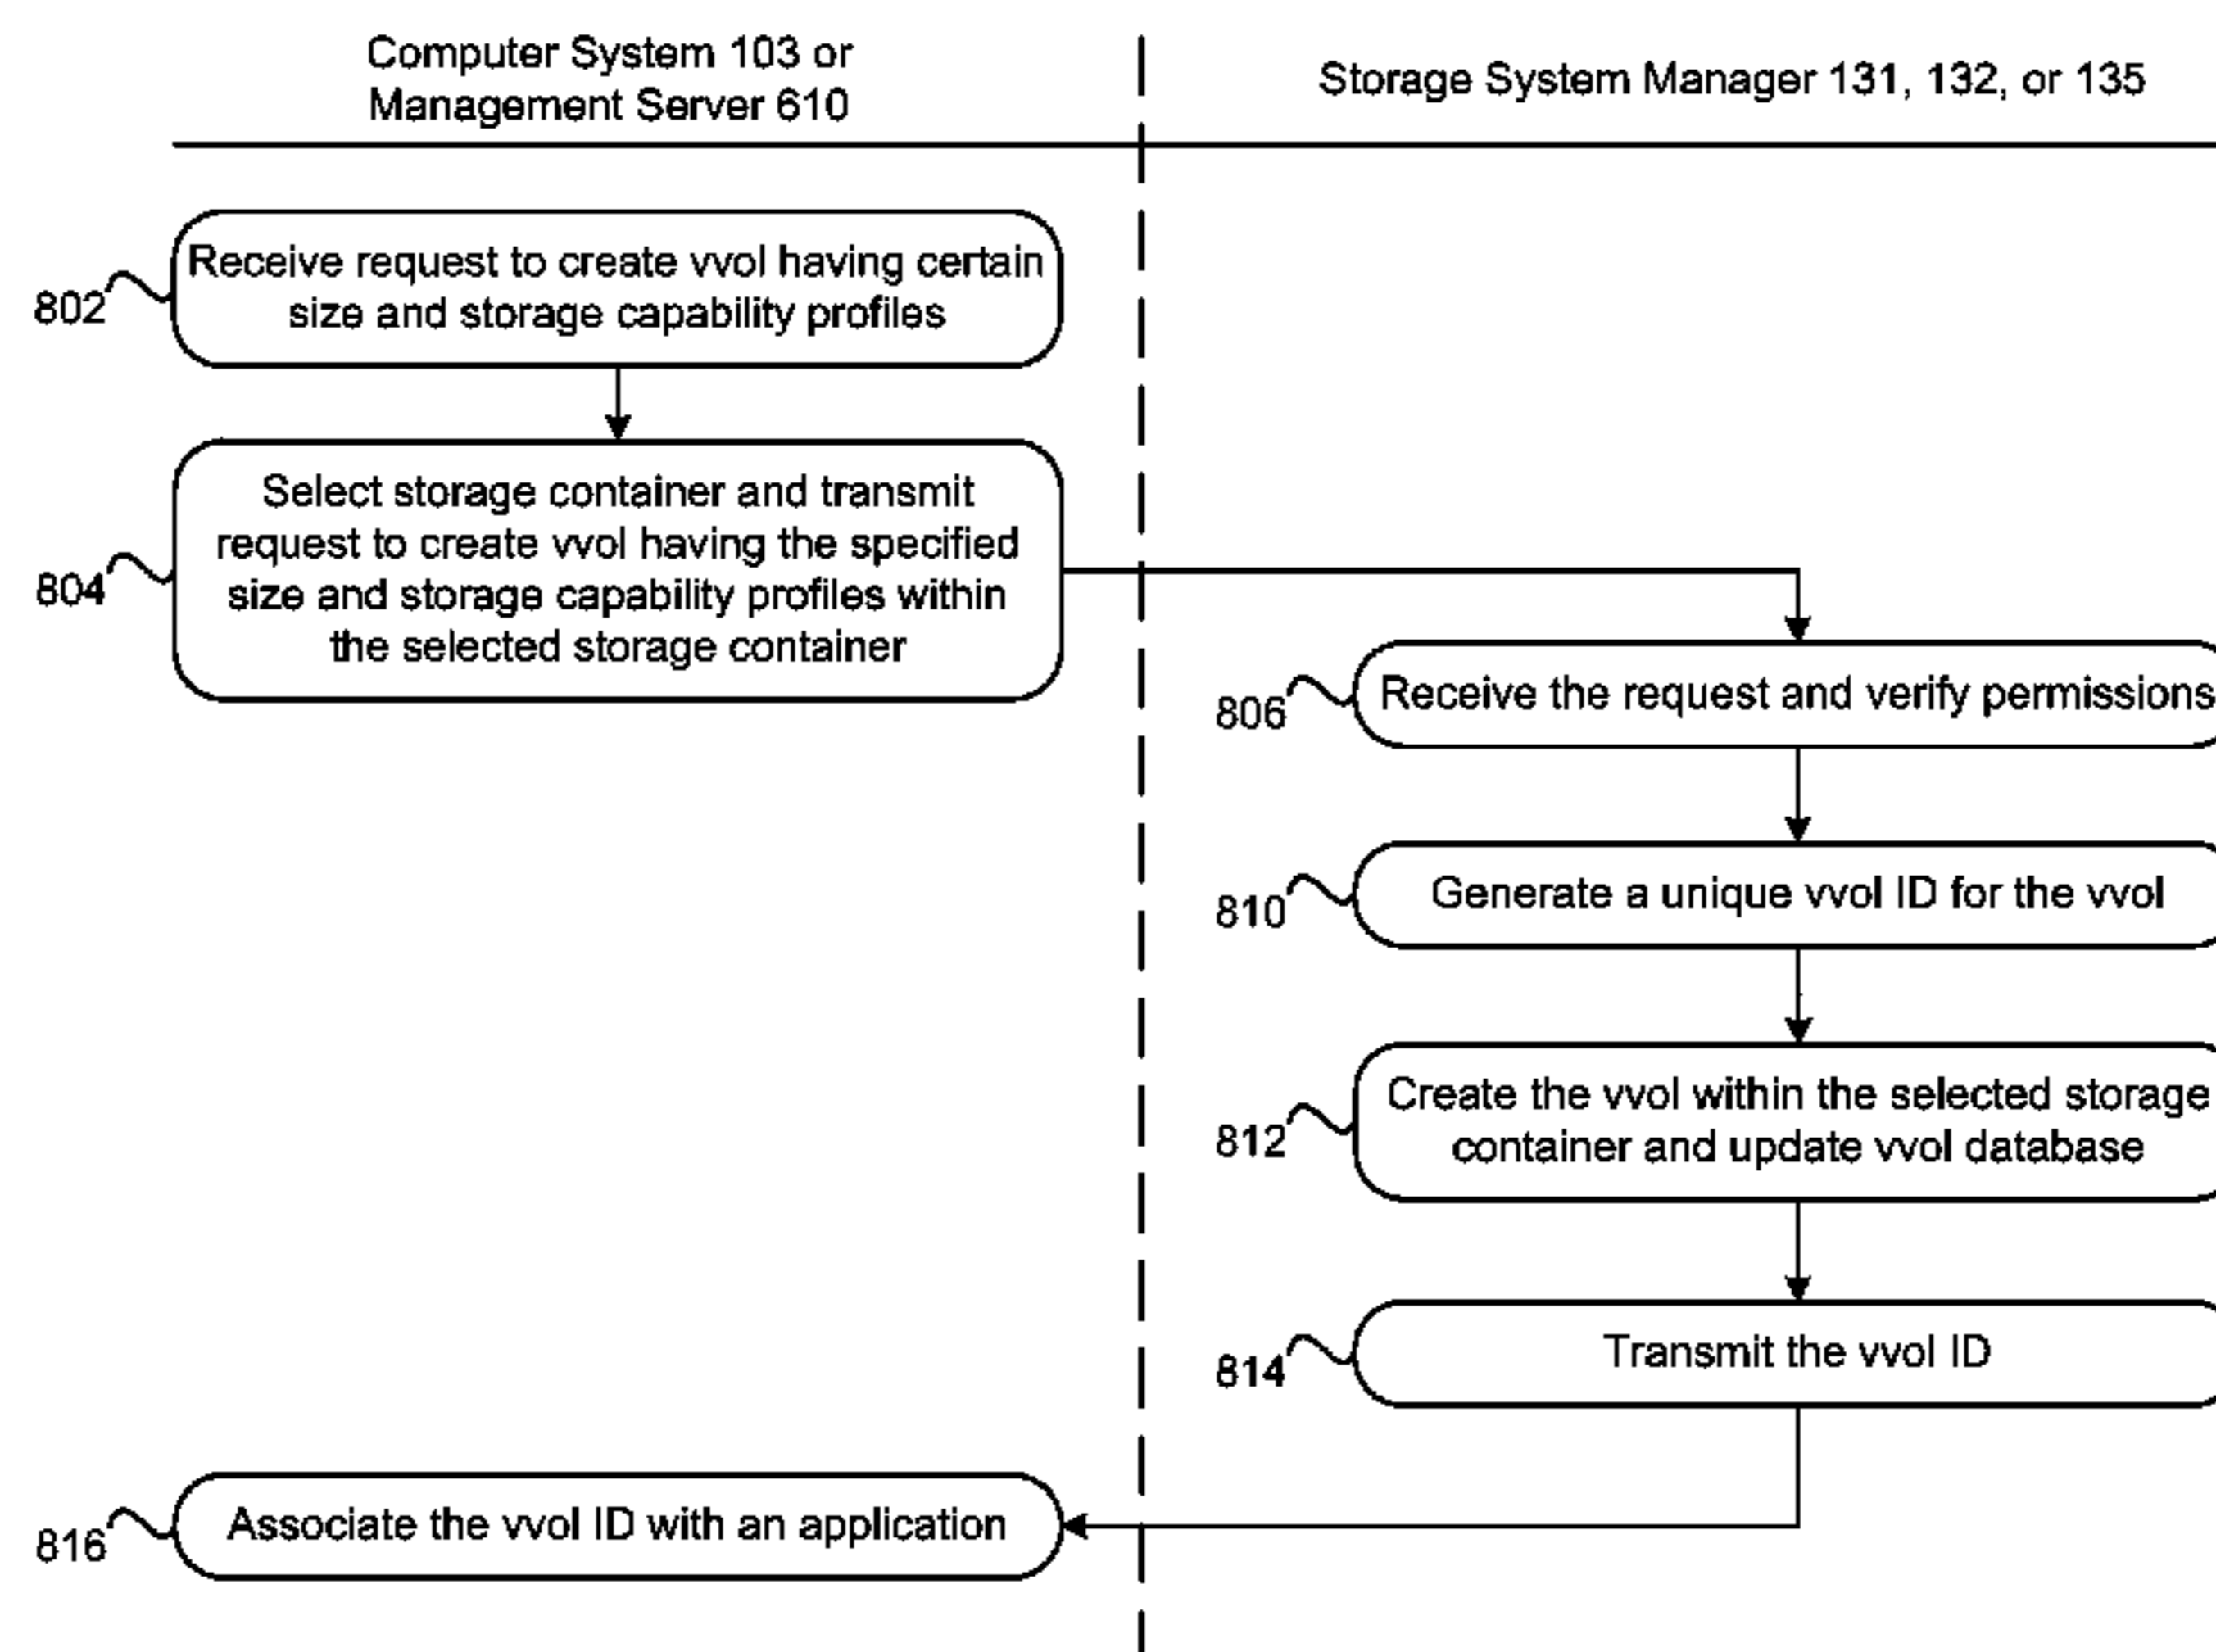 Computer System 103 or
Management Server 610
Storage System Manager 131, 132, or 135
802
Receive request to create vvol having certain
size and storage capability profiles
804
Select storage container and transmit
request to create vvol having the specified
size and storage capability profiles within
the selected storage container
806
Receive the request and verify permissions
810
Generate a unique vvol ID for the vvol
812
Create the vvol within the selected storage
container and update vvol database
814
Transmit the vvol ID
816
Associate the vvol ID with an application